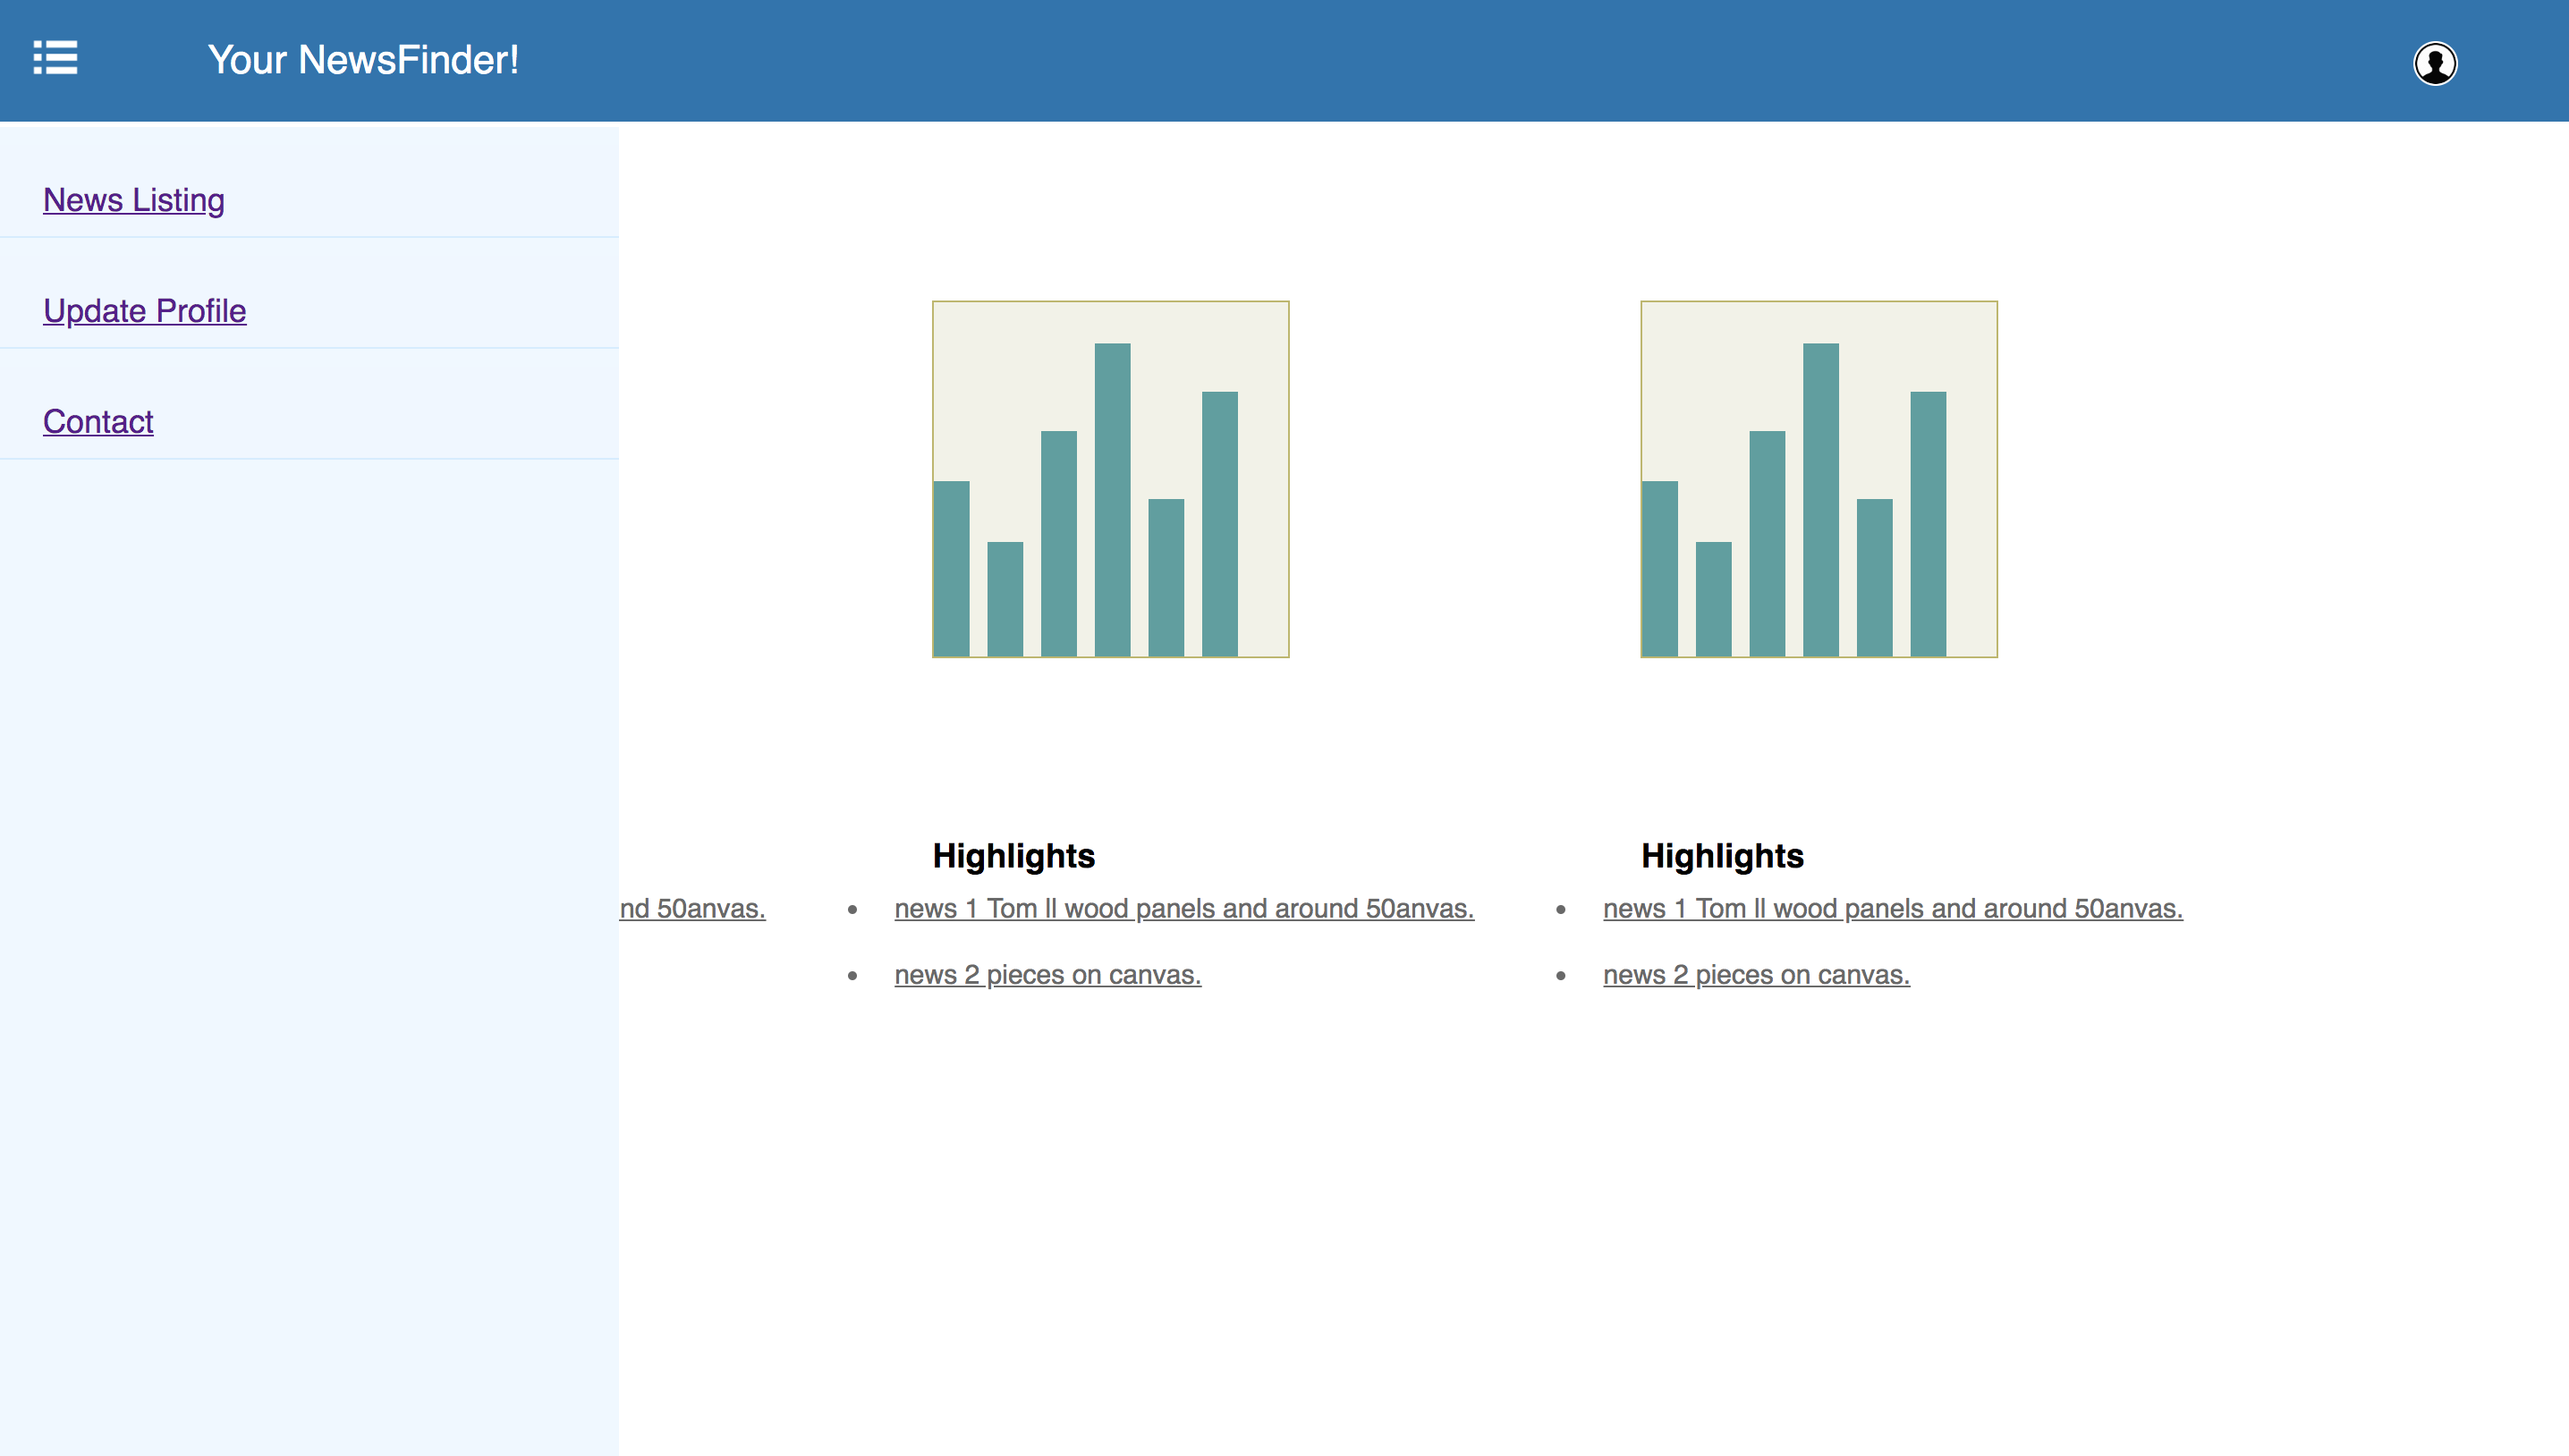 Your NewsFinder!
News Listing
Update Profile
Contact
Highlights
Highlights
nd 50anvas.
news 1 Tom ll wood panels and around 50anvas.
news 1 Tom ll wood panels and around 50anvas.
news 2 pieces on canvas.
news 2 pieces on canvas.